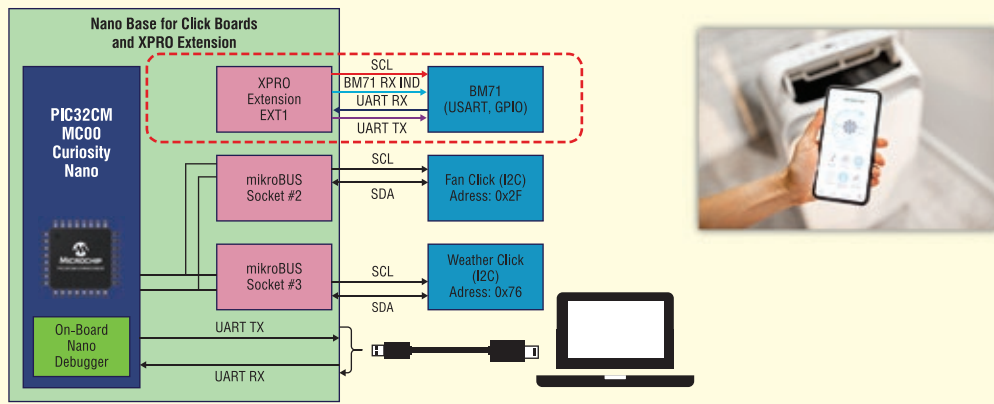 Nano Base for Click Boards
and XPRO Extension
PIC32CM
MC00
Curiosity
Nano
MICROCHIP
On-Board
Nano
Debugger
XPRO
Extension
EXT1
SCL
BM71 RX IND
UART RX
UART TX
BM71
(USART, GPIO)
mikroBUS
Socket #2
SCL
SDA
Fan Click (I2C)
Adress: 0x2F
mikroBUS
Socket #3
SCL
SDA
Weather Click
(I2C)
Adress: 0x76
UART TX
UART RX